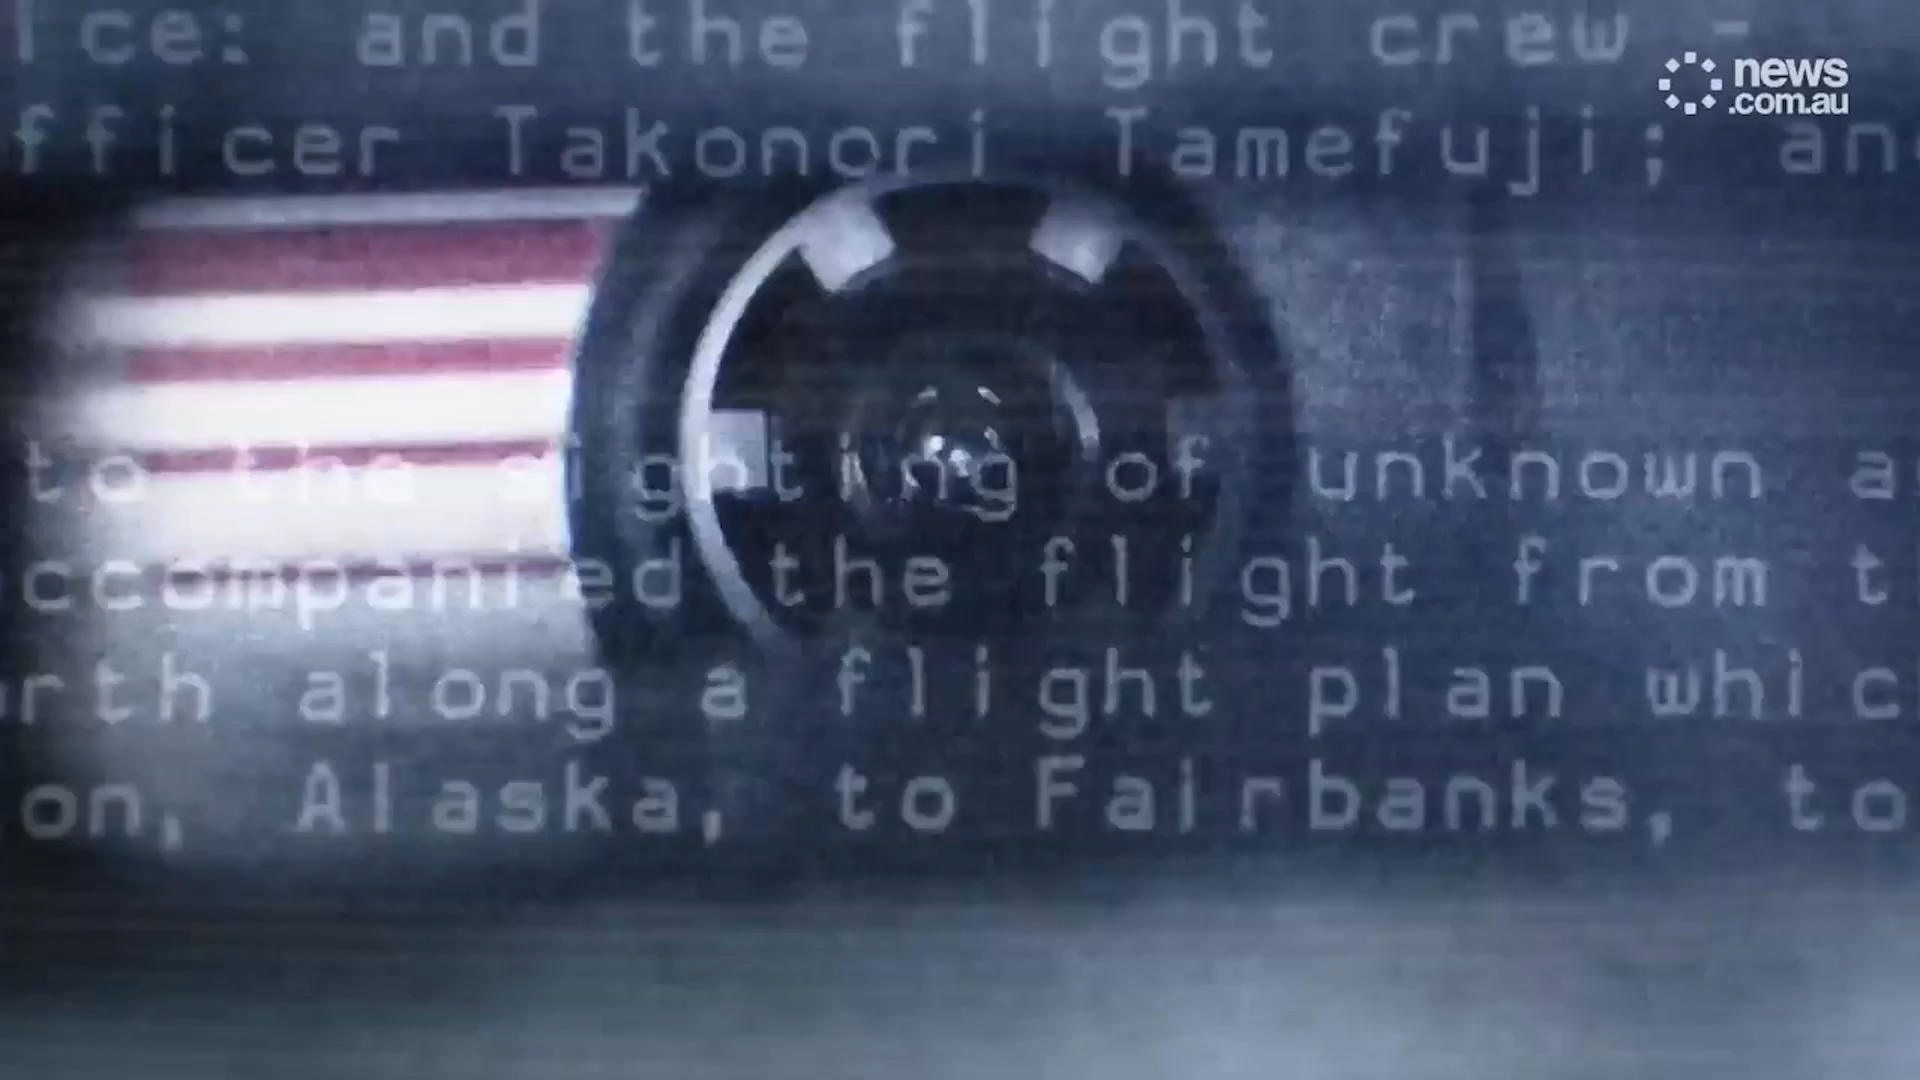 ice: and the flight crew -
news
.com.au
fficer Takonori Tamefuji; and
to the sighting of unknown a
ccompanied the flight from t
rth along a flight plan whic
on, Alaska, to Fairbanks, to